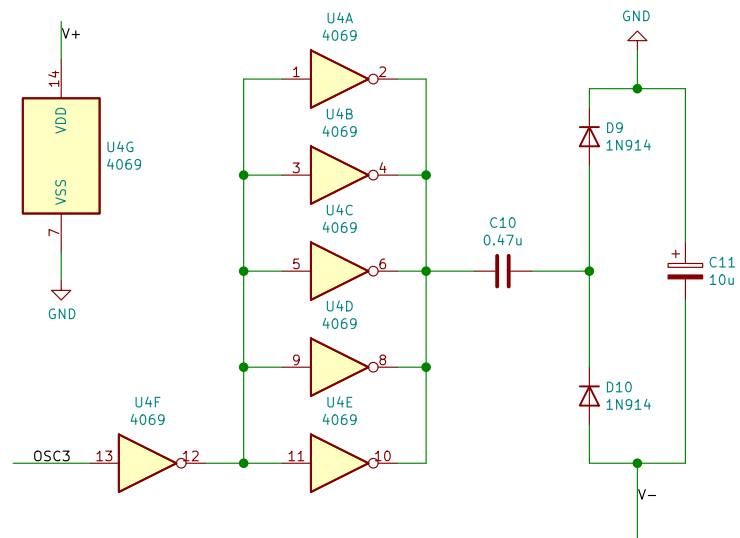 V+
14
VDD
U4G
4069
VSS
7
GND
U4A
4069
1
2
U4B
4069
3
4
U4C
4069
5
6
U4D
4069
9
8
U4E
4069
11
10
U4F
4069
OSC3
13
12
C10
0.47u
GND
D9
1N914
+
C11
10u
D10
1N914
V-